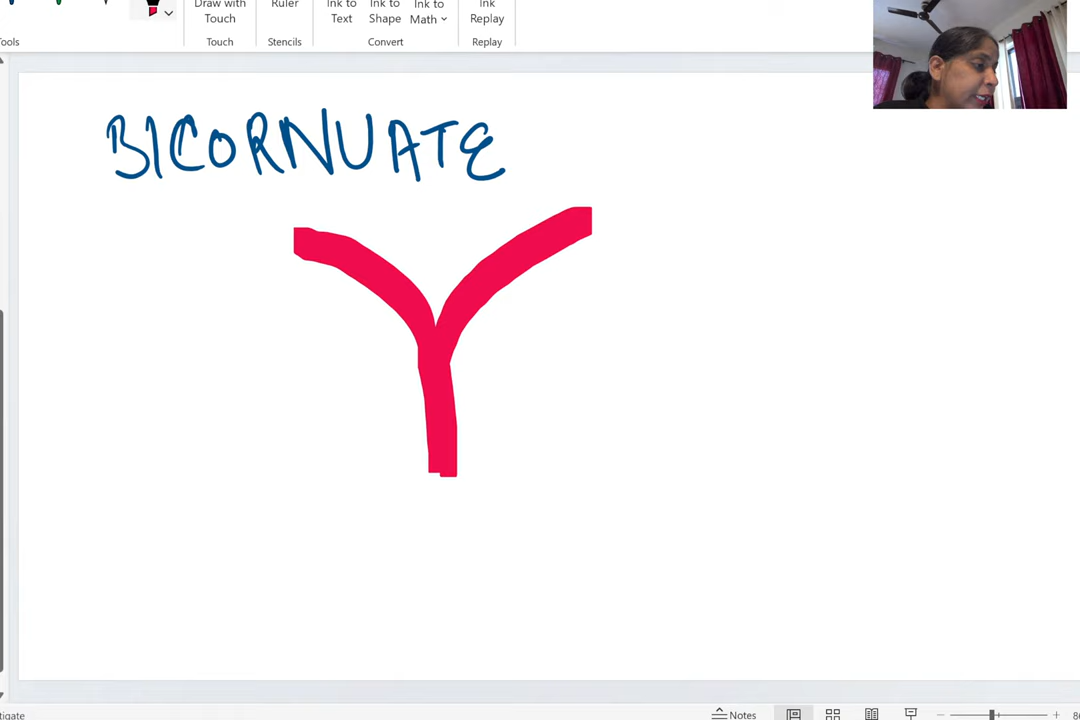 Draw with Touch
Ruler
Ink to Text
Ink to Shape
Ink to Math
Ink Replay
Touch
Stencils
Convert
Replay
BICORNUATE
Notes